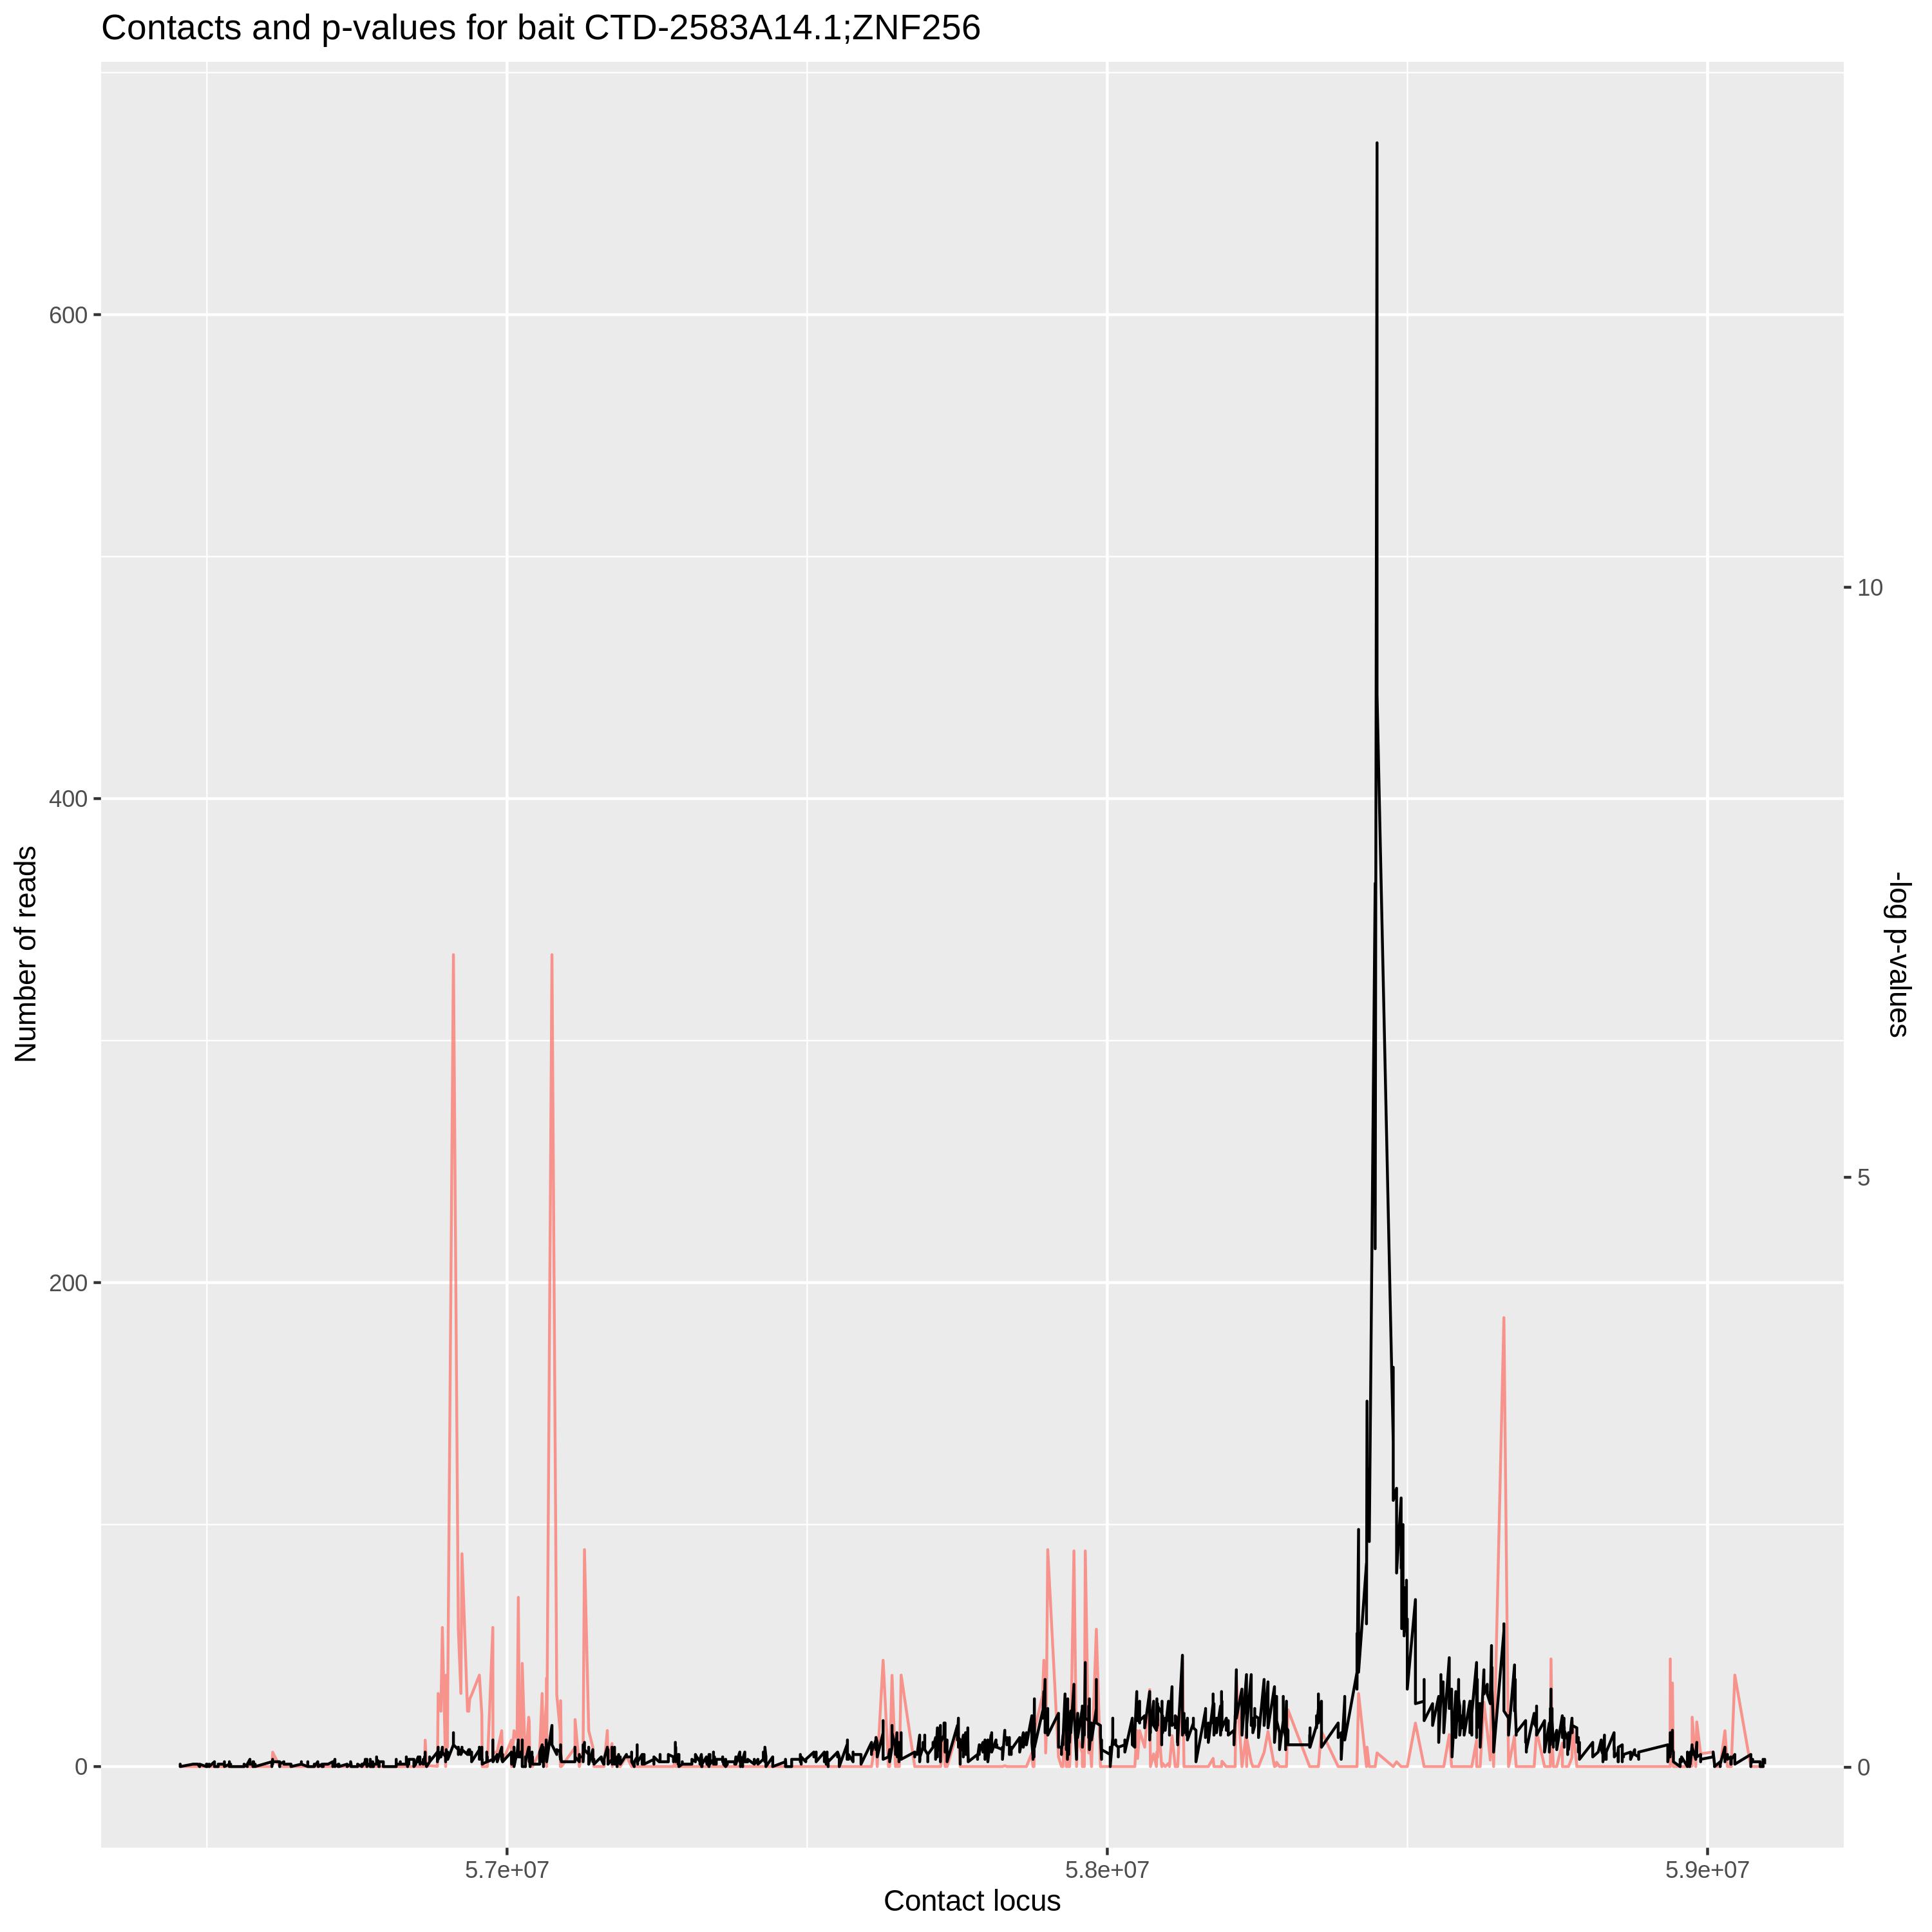 Contacts and p-values for bait CTD-2583A14.1;ZNF256
600
400
200
0
Number of reads
10
5
0
-log p-values
5.7e+07
5.8e+07
5.9e+07
Contact locus